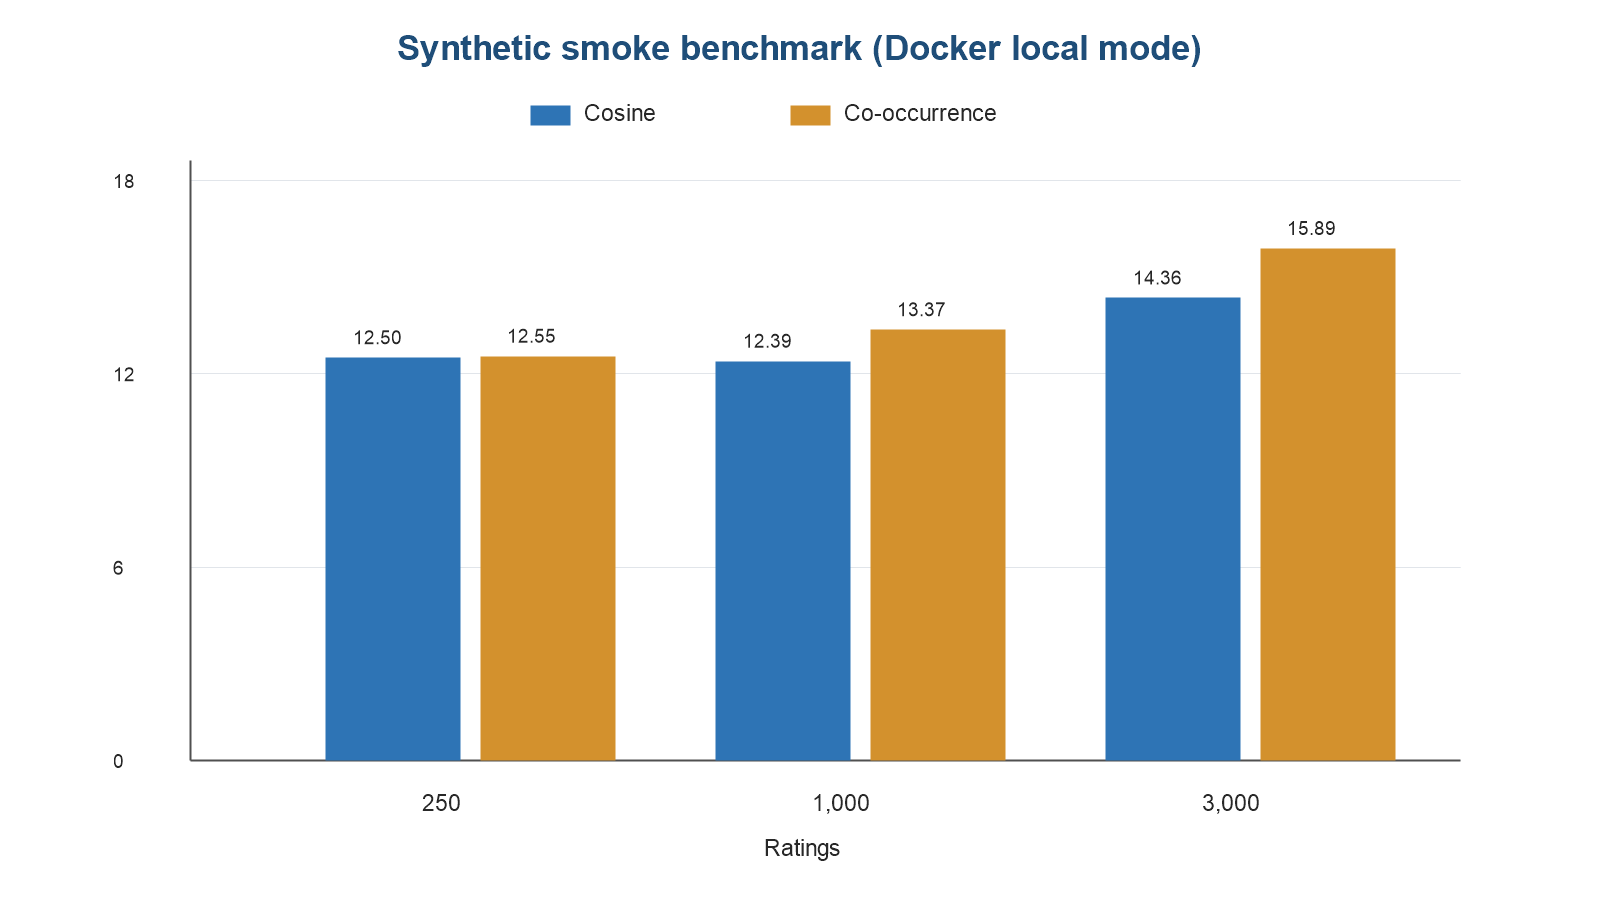 Synthetic smoke benchmark (Docker local mode)
Cosine Co-occurrence
18
15.89
14.36
13.37
12.50 12.55 12.39
12
6
0
250 1,000 3,000
Ratings